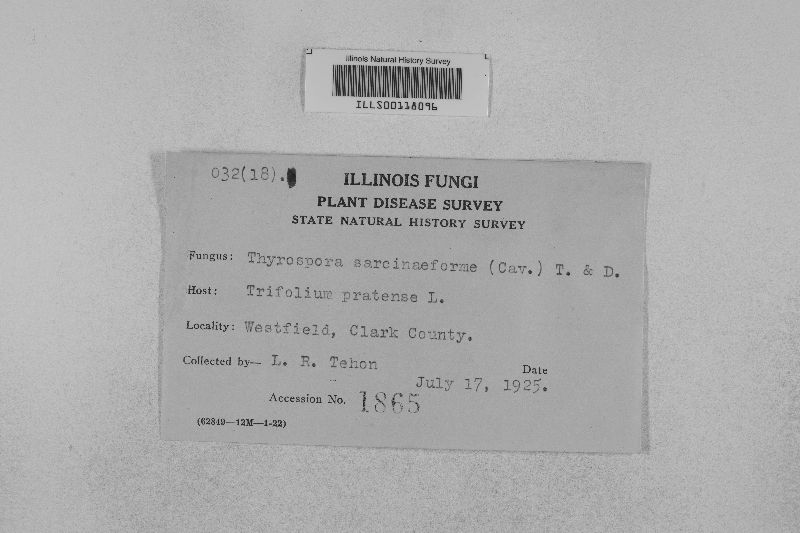 Illinois Natural History Survey
ILLS00118096
032(18).
ILLINOIS FUNGI
PLANT DISEASE SURVEY
STATE NATURAL HISTORY SURVEY
Fungus: Thyrospora sarcinaeforme (Cav.) T. & D.
Host: Trifolium pratense L.
Locality: Westfield, Clark County.
Collected by— L. R. Tehon
Date
July 17, 1925.
Accession No. 1865
(62849—12M—1-22)